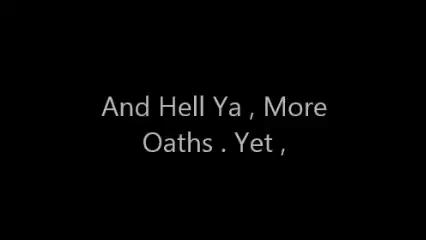 And Hell Ya , More
Oaths . Yet ,